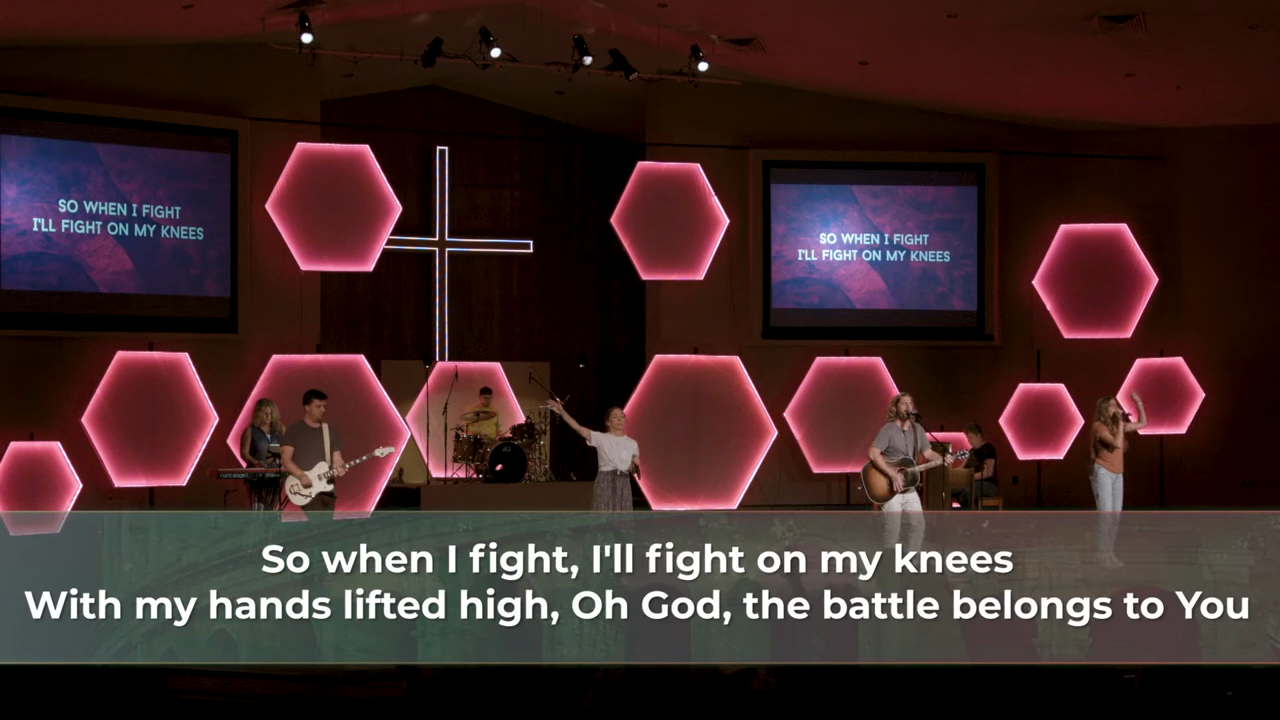 SO WHEN I FIGHT
I'LL FIGHT ON MY KNEES
SO WHEN I FIGHT
I'LL FIGHT ON MY KNEES
So when I fight, I'll fight on my knees
With my hands lifted high, Oh God, the battle belongs to You